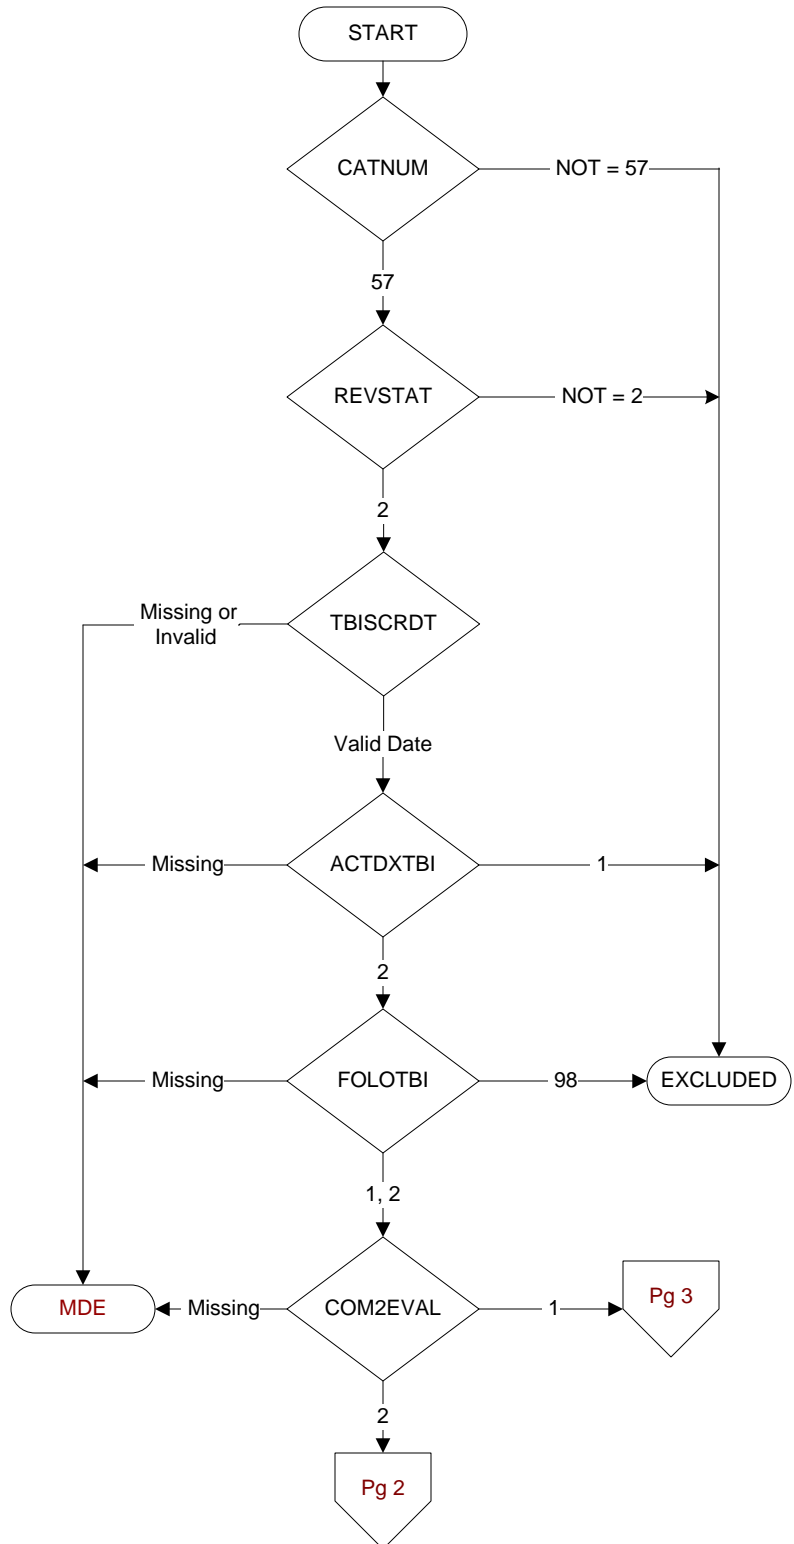 START
CATNUM
NOT = 57
57
REVSTAT
NOT = 2
2
Missing or
Invalid
TBISCRDT
Valid Date
Missing
ACTDXTBI
1
2
Missing
FOLOTBI
98
EXCLUDED
1, 2
MDE
Missing
COM2EVAL
1
Pg 3
2
Pg 2